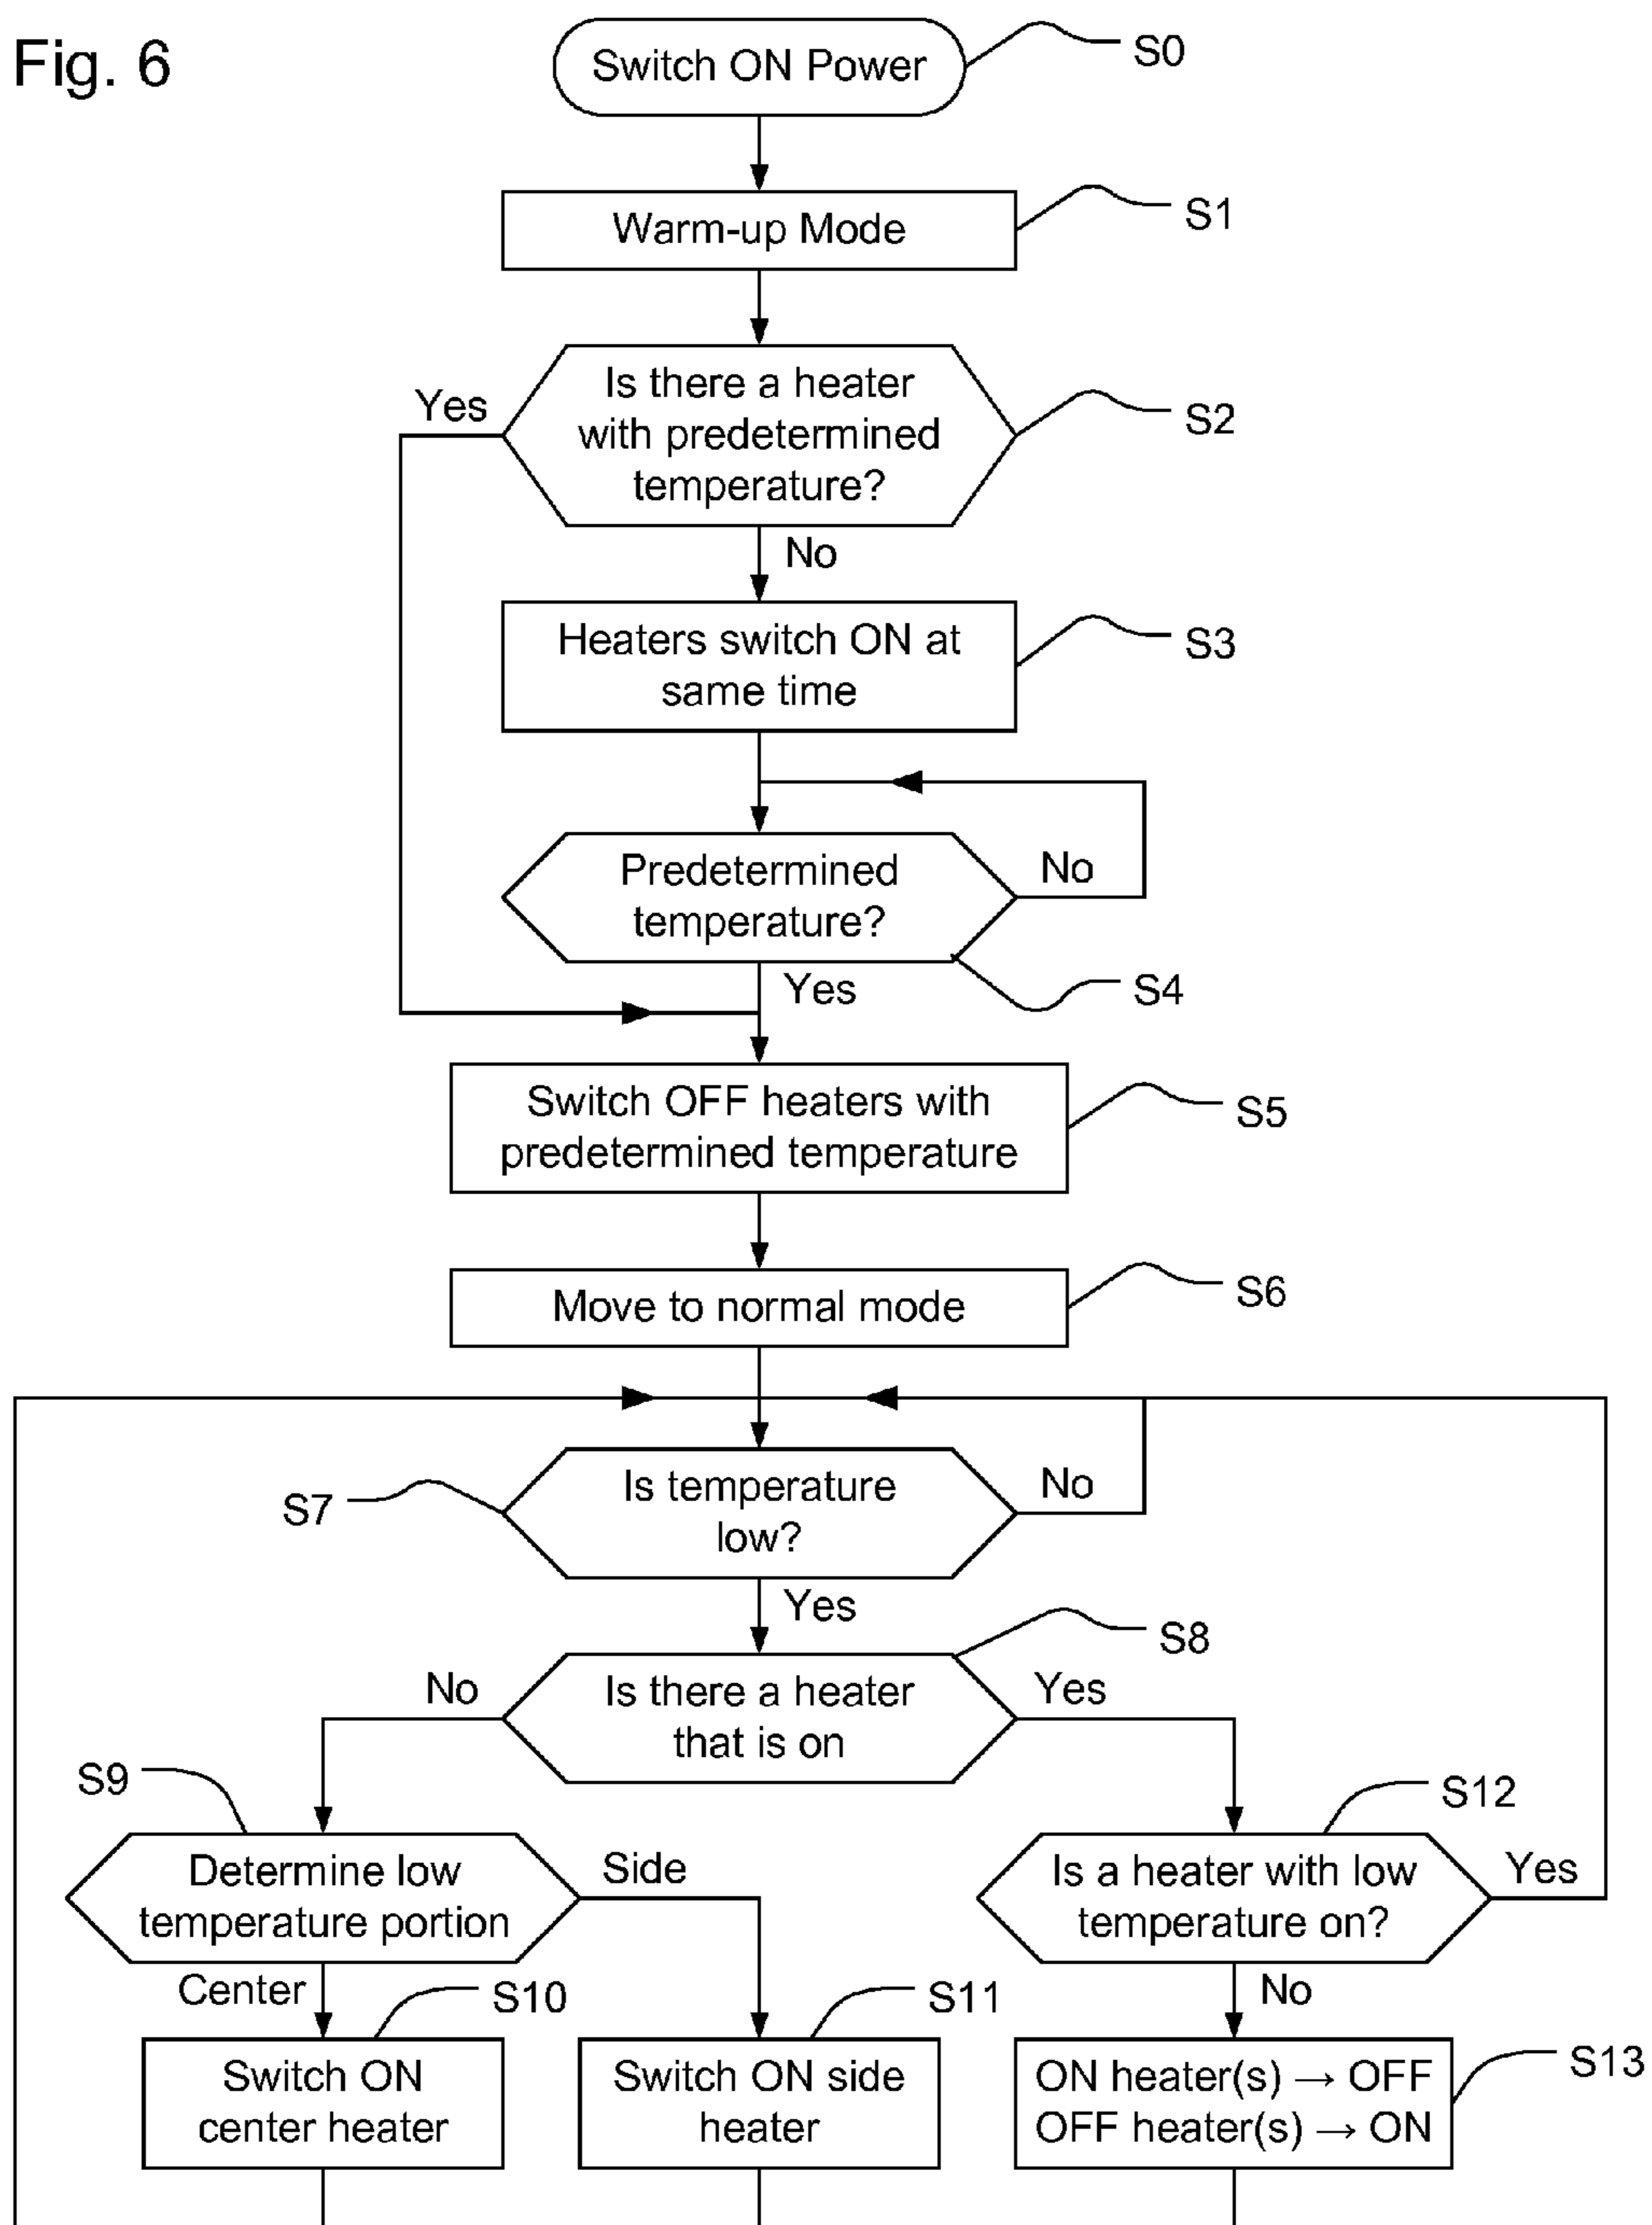 Fig. 6
Switch ON Power
S0
Warm-up Mode
S1
Is there a heater
with predetermined
temperature?
Yes
S2
No
Heaters switch ON at
same time
S3
Predetermined
temperature?
No
S4
Yes
Switch OFF heaters with
predetermined temperature
S5
Move to normal mode
S6
S7
Is temperature
low?
No
Yes
S8
No
Is there a heater
that is on
Yes
S9
Determine low
temperature portion
Side
S12
Is a heater with low
temperature on?
Yes
Center
S10
S11
No
Switch ON
center heater
Switch ON side
heater
ON heater(s) → OFF
OFF heater(s) → ON
S13